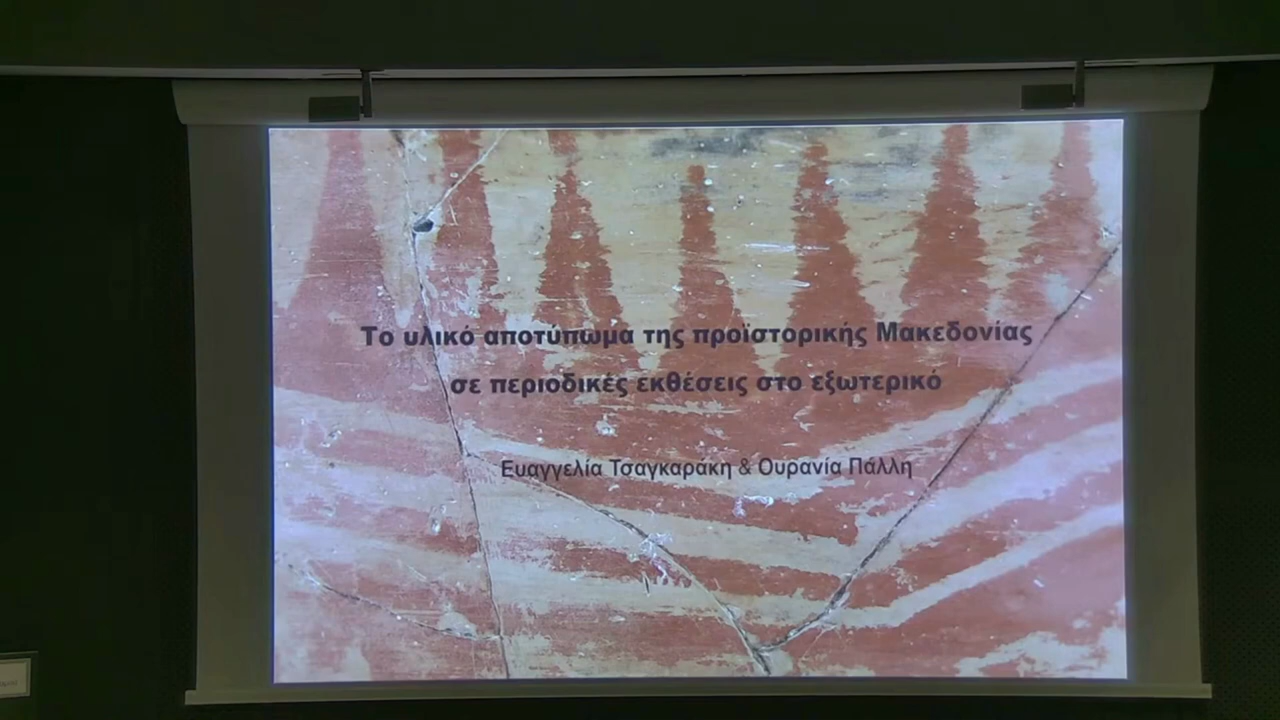 Το υλικό αποτύπωμα της προϊστορικής Μακεδονίας
σε περιοδικές εκθέσεις στο εξωτερικό
Ευαγγελία Τσαγκαράκη & Ουρανία Πάλλη